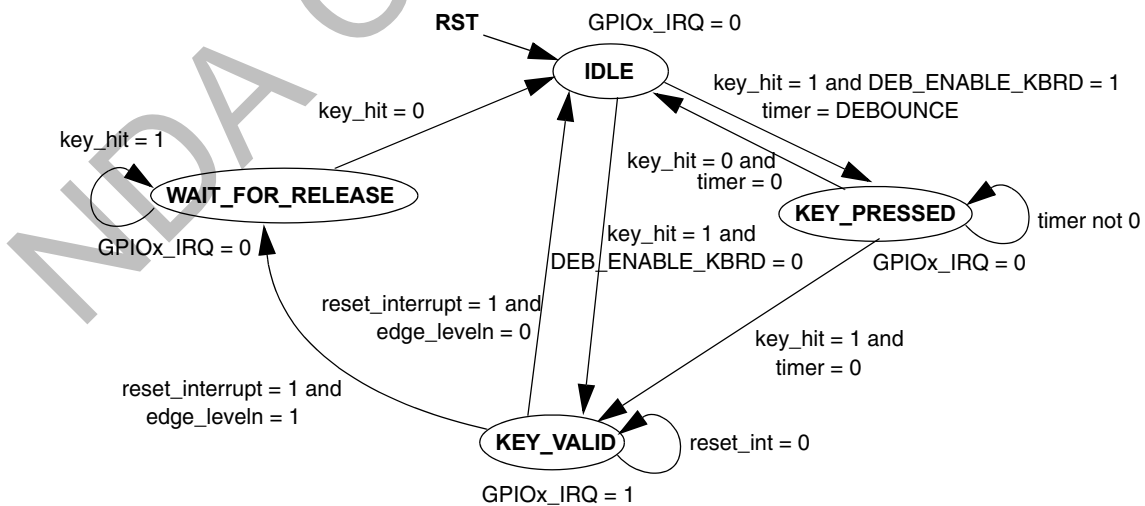 RST
GPIOx_IRQ = 0
IDLE
key_hit = 1 and DEB_ENABLE_KBRD = 1
timer = DEBOUNCE
key_hit = 0
key_hit = 1
key_hit = 0 and
timer = 0
WAIT_FOR_RELEASE
GPIOx_IRQ = 0
KEY_PRESSED
timer not 0
GPIOx_IRQ = 0
key_hit = 1 and
DEB_ENABLE_KBRD = 0
reset_interrupt = 1 and
edge_leveln = 0
key_hit = 1 and
timer = 0
reset_interrupt = 1 and
edge_leveln = 1
KEY_VALID
reset_int = 0
GPIOx_IRQ = 1
NDA